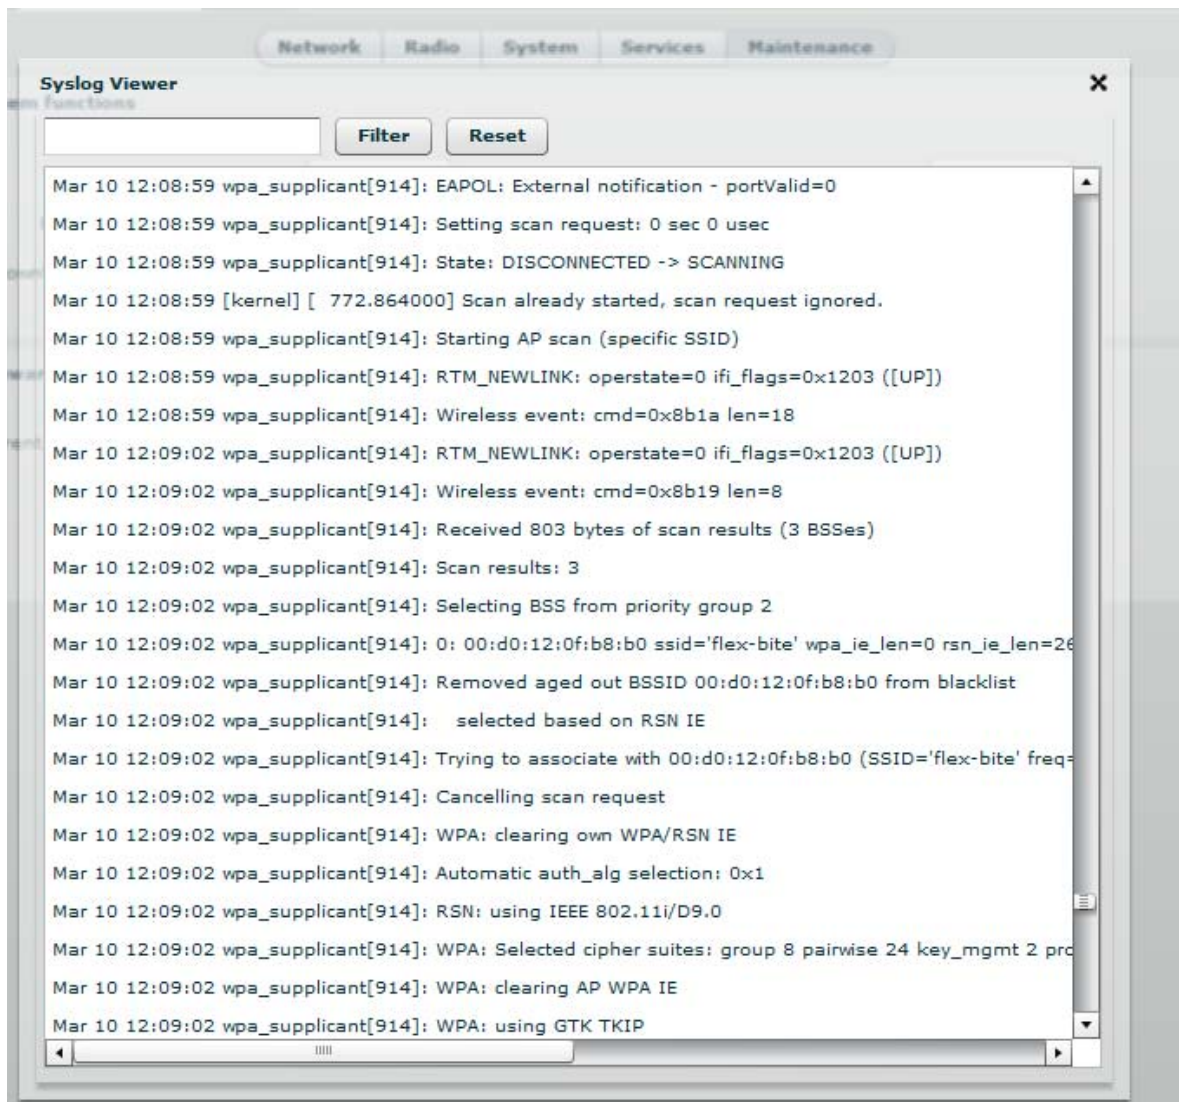 Network Radio System Services Maintenance
Syslog Viewer
em functions
Filter Reset
Mar 10 12:08:59 wpa_supplicant[914]: EAPOL: External notification - portValid=0
Mar 10 12:08:59 wpa_supplicant[914]: Setting scan request: 0 sec 0 usec
Mar 10 12:08:59 wpa_supplicant[914]: State: DISCONNECTED -> SCANNING
Mar 10 12:08:59 [kernel] [  772.864000] Scan already started, scan request ignored.
Mar 10 12:08:59 wpa_supplicant[914]: Starting AP scan (specific SSID)
Mar 10 12:08:59 wpa_supplicant[914]: RTM_NEWLINK: operstate=0 ifi_flags=0x1203 ([UP])
Mar 10 12:08:59 wpa_supplicant[914]: Wireless event: cmd=0x8b1a len=18
Mar 10 12:09:02 wpa_supplicant[914]: RTM_NEWLINK: operstate=0 ifi_flags=0x1203 ([UP])
Mar 10 12:09:02 wpa_supplicant[914]: Wireless event: cmd=0x8b19 len=8
Mar 10 12:09:02 wpa_supplicant[914]: Received 803 bytes of scan results (3 BSSes)
Mar 10 12:09:02 wpa_supplicant[914]: Scan results: 3
Mar 10 12:09:02 wpa_supplicant[914]: Selecting BSS from priority group 2
Mar 10 12:09:02 wpa_supplicant[914]: 0: 00:d0:12:0f:b8:b0 ssid='flex-bite' wpa_ie_len=0 rsn_ie_len=26
Mar 10 12:09:02 wpa_supplicant[914]: Removed aged out BSSID 00:d0:12:0f:b8:b0 from blacklist
Mar 10 12:09:02 wpa_supplicant[914]:   selected based on RSN IE
Mar 10 12:09:02 wpa_supplicant[914]: Trying to associate with 00:d0:12:0f:b8:b0 (SSID='flex-bite' freq=
Mar 10 12:09:02 wpa_supplicant[914]: Cancelling scan request
Mar 10 12:09:02 wpa_supplicant[914]: WPA: clearing own WPA/RSN IE
Mar 10 12:09:02 wpa_supplicant[914]: Automatic auth_alg selection: 0x1
Mar 10 12:09:02 wpa_supplicant[914]: RSN: using IEEE 802.11i/D9.0
Mar 10 12:09:02 wpa_supplicant[914]: WPA: Selected cipher suites: group 8 pairwise 24 key_mgmt 2 pro
Mar 10 12:09:02 wpa_supplicant[914]: WPA: clearing AP WPA IE
Mar 10 12:09:02 wpa_supplicant[914]: WPA: using GTK TKIP